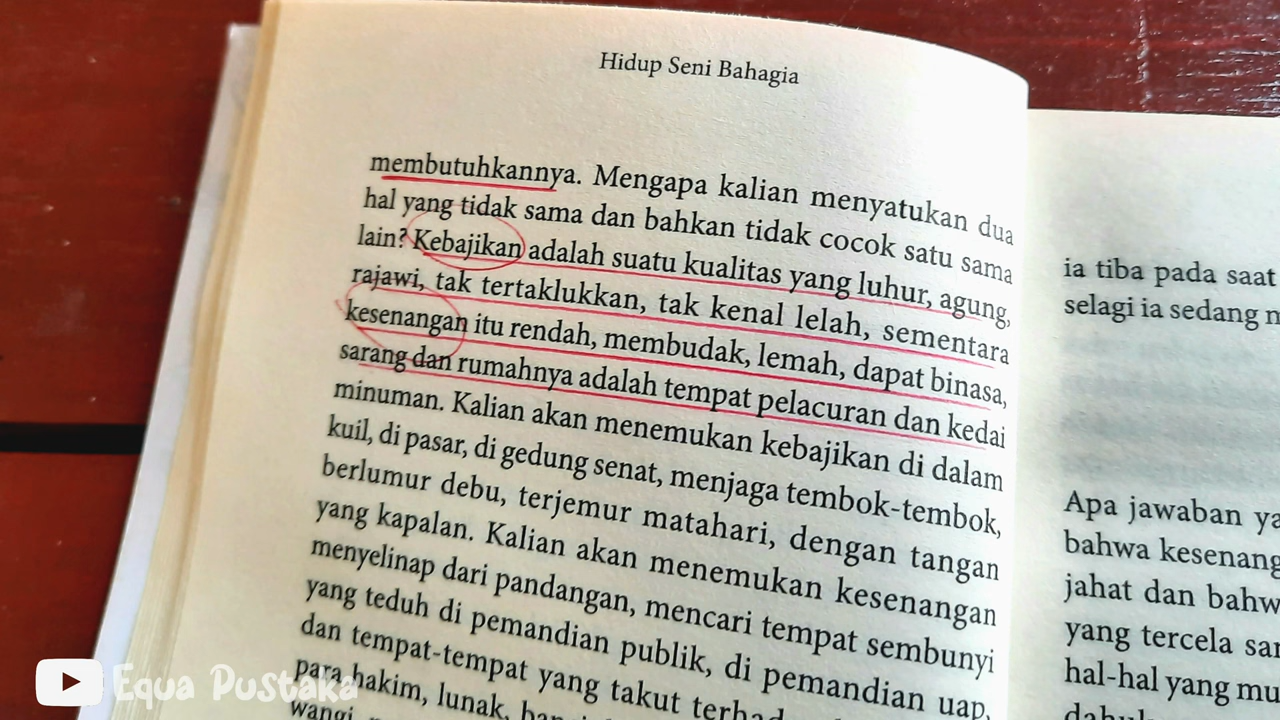 Hidup Seni Bahagia
membutuhkannya. Mengapa kalian menyatukan dua
hal yang tidak sama dan bahkan tidak cocok satu sama
lain? Kebajikan adalah suatu kualitas yang luhur, agung,
rajawi, tak tertaklukkan, tak kenal lelah, sementara
kesenangan itu rendah, membudak, lemah, dapat binasa,
sarang dan rumahnya adalah tempat pelacuran dan kedai
minuman. Kalian akan menemukan kebajikan di dalam
kuil, di pasar, di gedung senat, menjaga tembok-tembok,
berlumur debu, terjemur matahari, dengan tangan
yang kapalan. Kalian akan menemukan kesenangan
menyelinap dari pandangan, mencari tempat sembunyi
yang teduh di pemandian publik, di pemandian uap,
dan tempat-tempat yang takut
para hakim, lunak,
wangi
ia tiba pada saat
selagi ia sedang
Apa jawaban
bahwa
jahat dan
yang tercela
hal-hal yang
Equa Pustaka